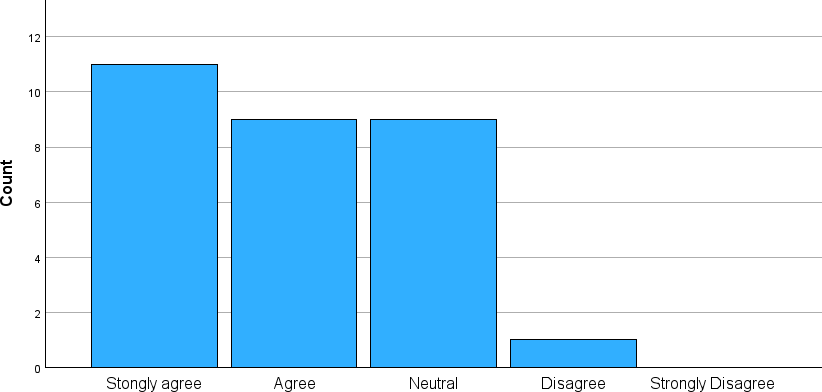 12
10
8
6
4
2
0
Count
Stongly agree
Agree
Neutral
Disagree
Strongly Disagree